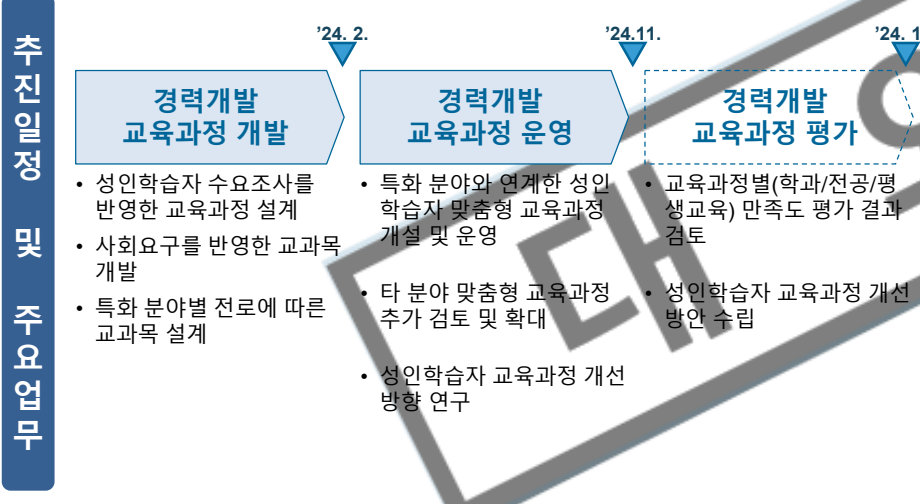 추진일정 및 주요업무
'24. 2.
'24.11.
'24. 1
경력개발
교육과정 개발
경력개발
교육과정 운영
경력개발
교육과정 평가
• 성인학습자 수요조사를
반영한 교육과정 설계
• 사회요구를 반영한 교과목
개발
• 특화 분야별 전로에 따른
교과목 설계
• 특화 분야와 연계한 성인
학습자 맞춤형 교육과정
개설 및 운영
• 타 분야 맞춤형 교육과정
추가 검토 및 확대
• 성인학습자 교육과정 개선
방향 연구
• 교육과정별(학과/전공/평
생교육) 만족도 평가 결과
검토
• 성인학습자 교육과정 개선
방안 수립
대